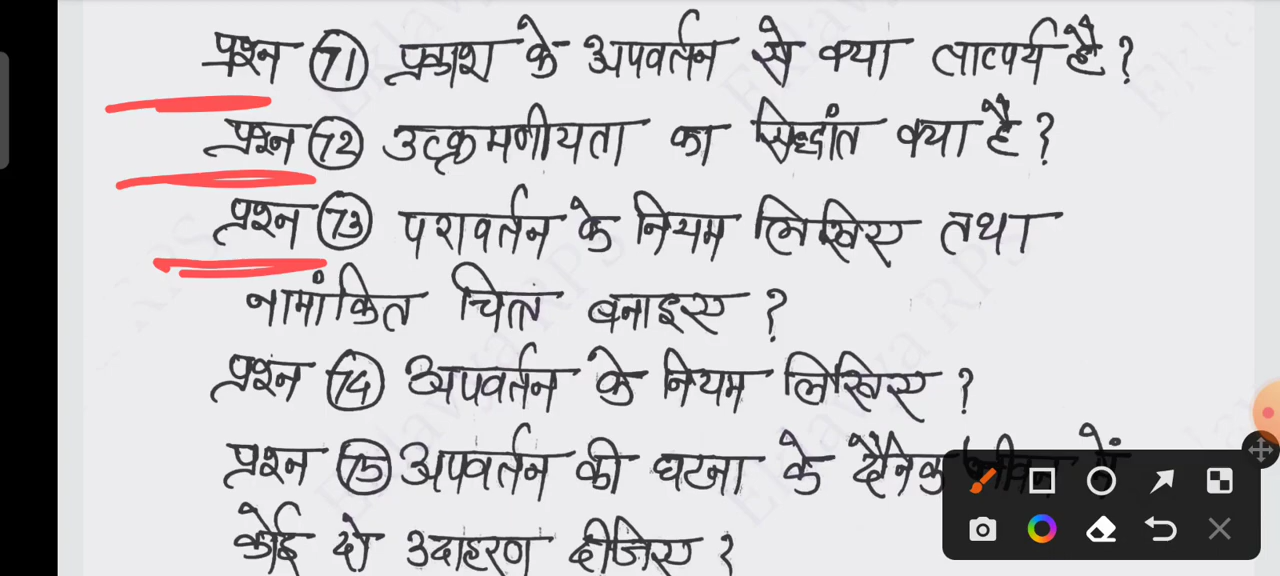 प्रश्न 71 प्रकाश के अपवर्तन से क्या तात्पर्य है ?
प्रश्न 72 उत्क्रमणीयता का सिद्धांत क्या है ?
प्रश्न 73 परावर्तन के नियम लिखिए तथा
नामांकित चित्र बनाइए ?
प्रश्न 74 अपवर्तन के नियम लिखिए ?
प्रश्न 75 अपवर्तन की घटना के दैनिक जीवन में
कोई दो उदाहरण दीजिए ?